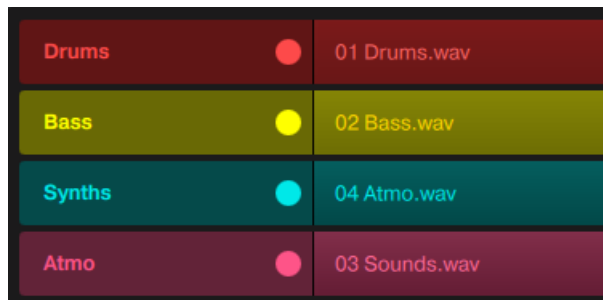 Drums 01 Drums.wav
Bass 02 Bass.wav
Synths 04 Atmo.wav
Atmo 03 Sounds.wav